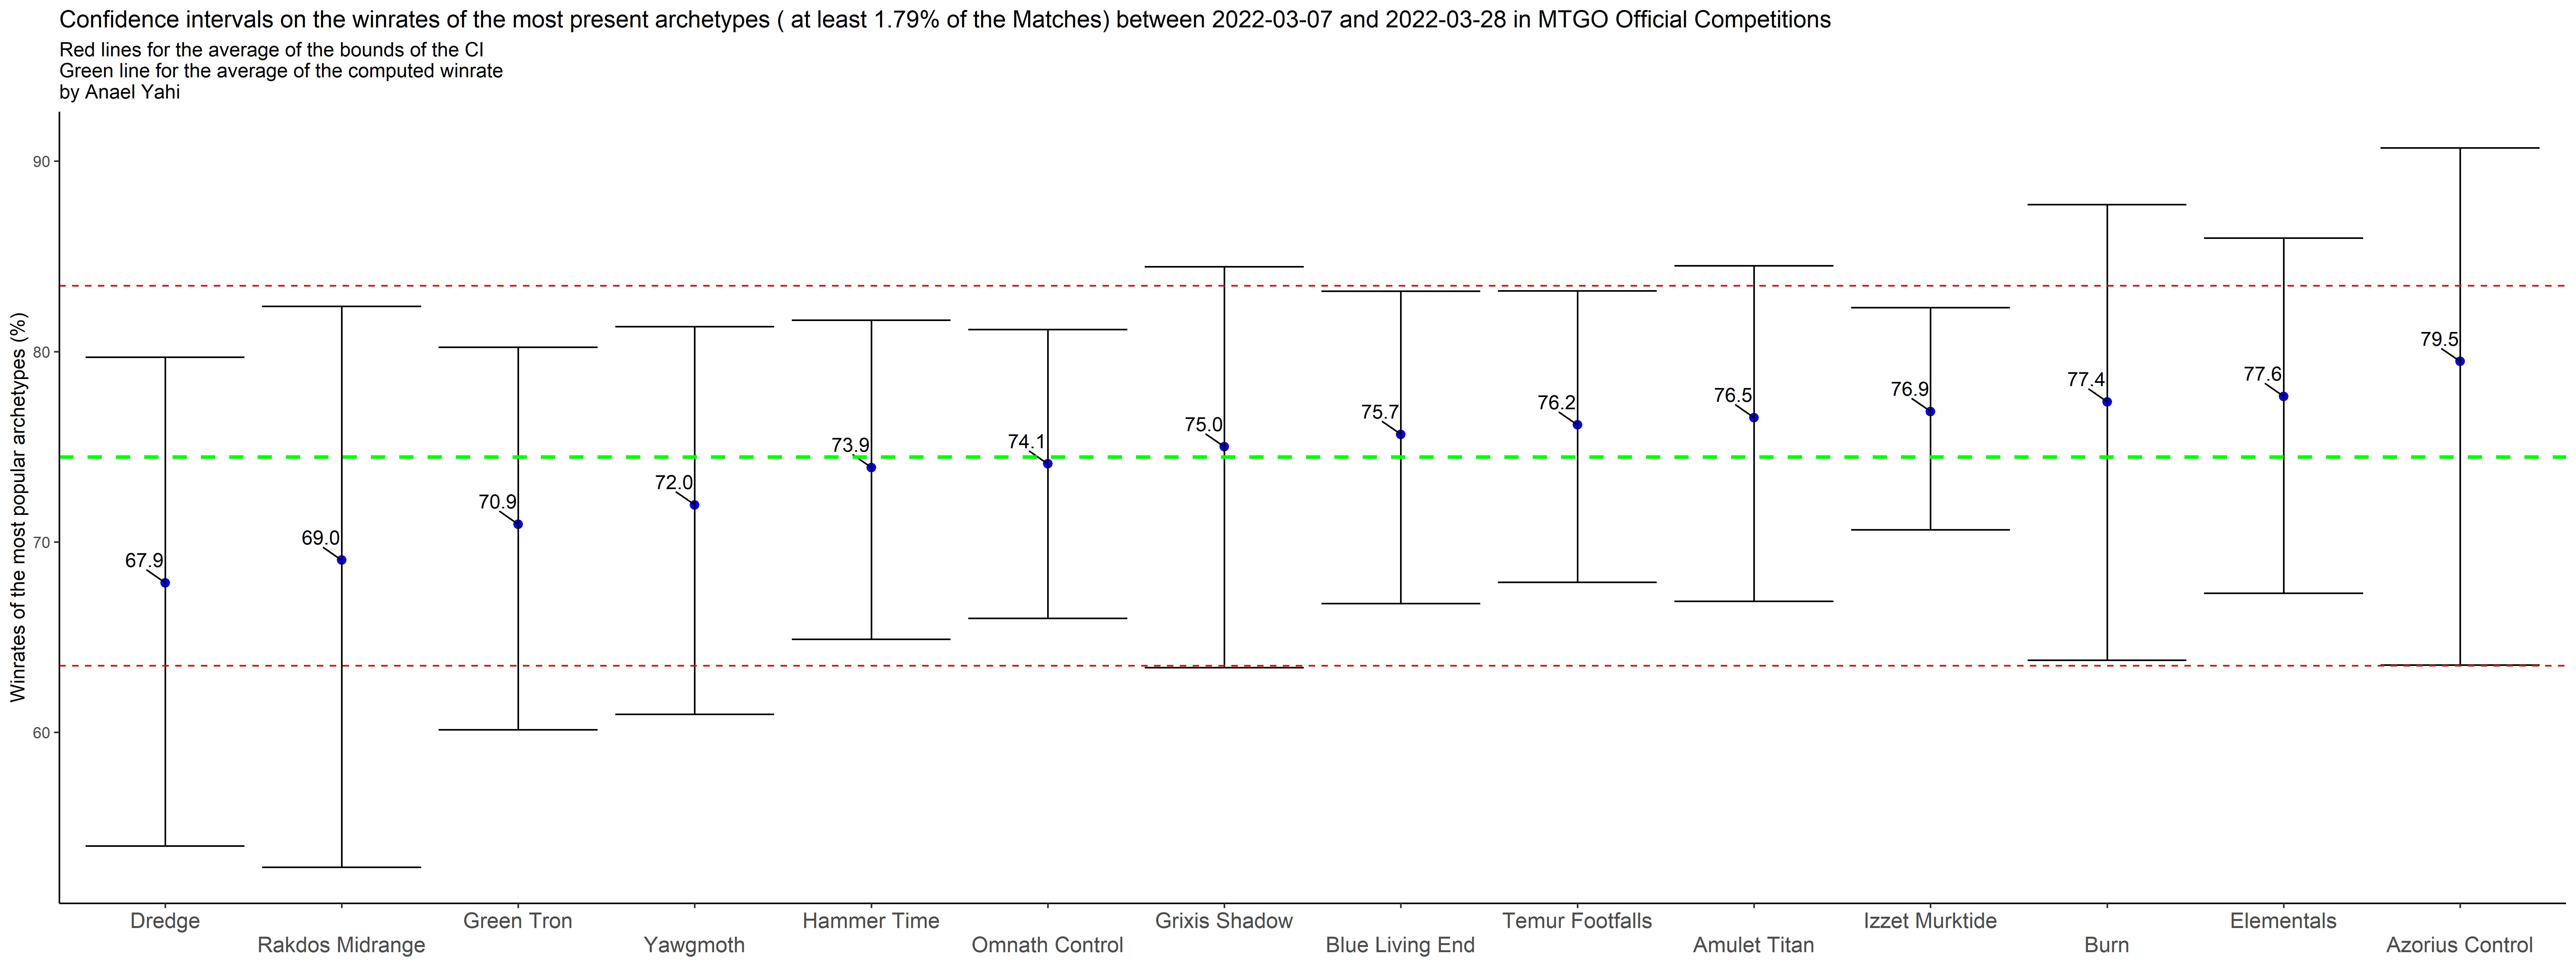 Confidence intervals on the winrates of the most present archetypes ( at least 1.79% of the Matches) between 2022-03-07 and 2022-03-28 in MTGO Official Competitions
Red lines for the average of the bounds of the CI
Green line for the average of the computed winrate
by Anael Yahi
Winrates of the most popular archetypes (%)
90
80
70
60
67.9
69.0
70.9
72.0
73.9
74.1
75.0
75.7
76.2
76.5
76.9
77.4
77.6
79.5
Dredge
Rakdos Midrange
Green Tron
Yawgmoth
Hammer Time
Omnath Control
Grixis Shadow
Blue Living End
Temur Footfalls
Amulet Titan
Izzet Murktide
Burn
Elementals
Azorius Control